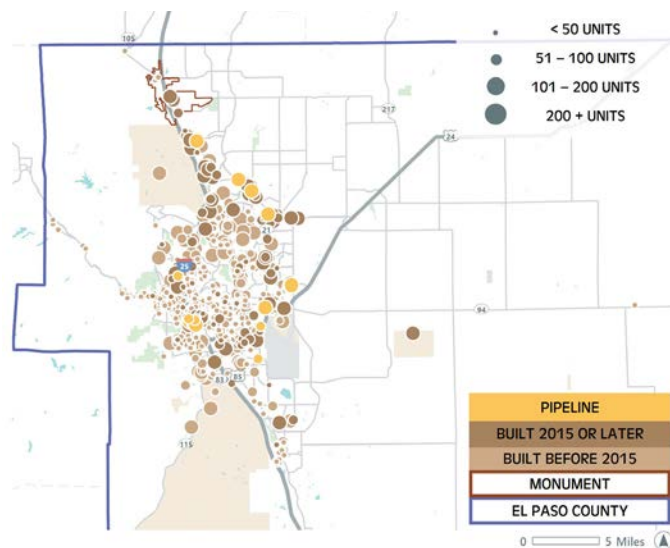 105
< 50 UNITS
51 – 100 UNITS
101 – 200 UNITS
200 + UNITS
217
24
21
25
94
83
85
115
PIPELINE
BUILT 2015 OR LATER
BUILT BEFORE 2015
MONUMENT
EL PASO COUNTY
0 5 Miles